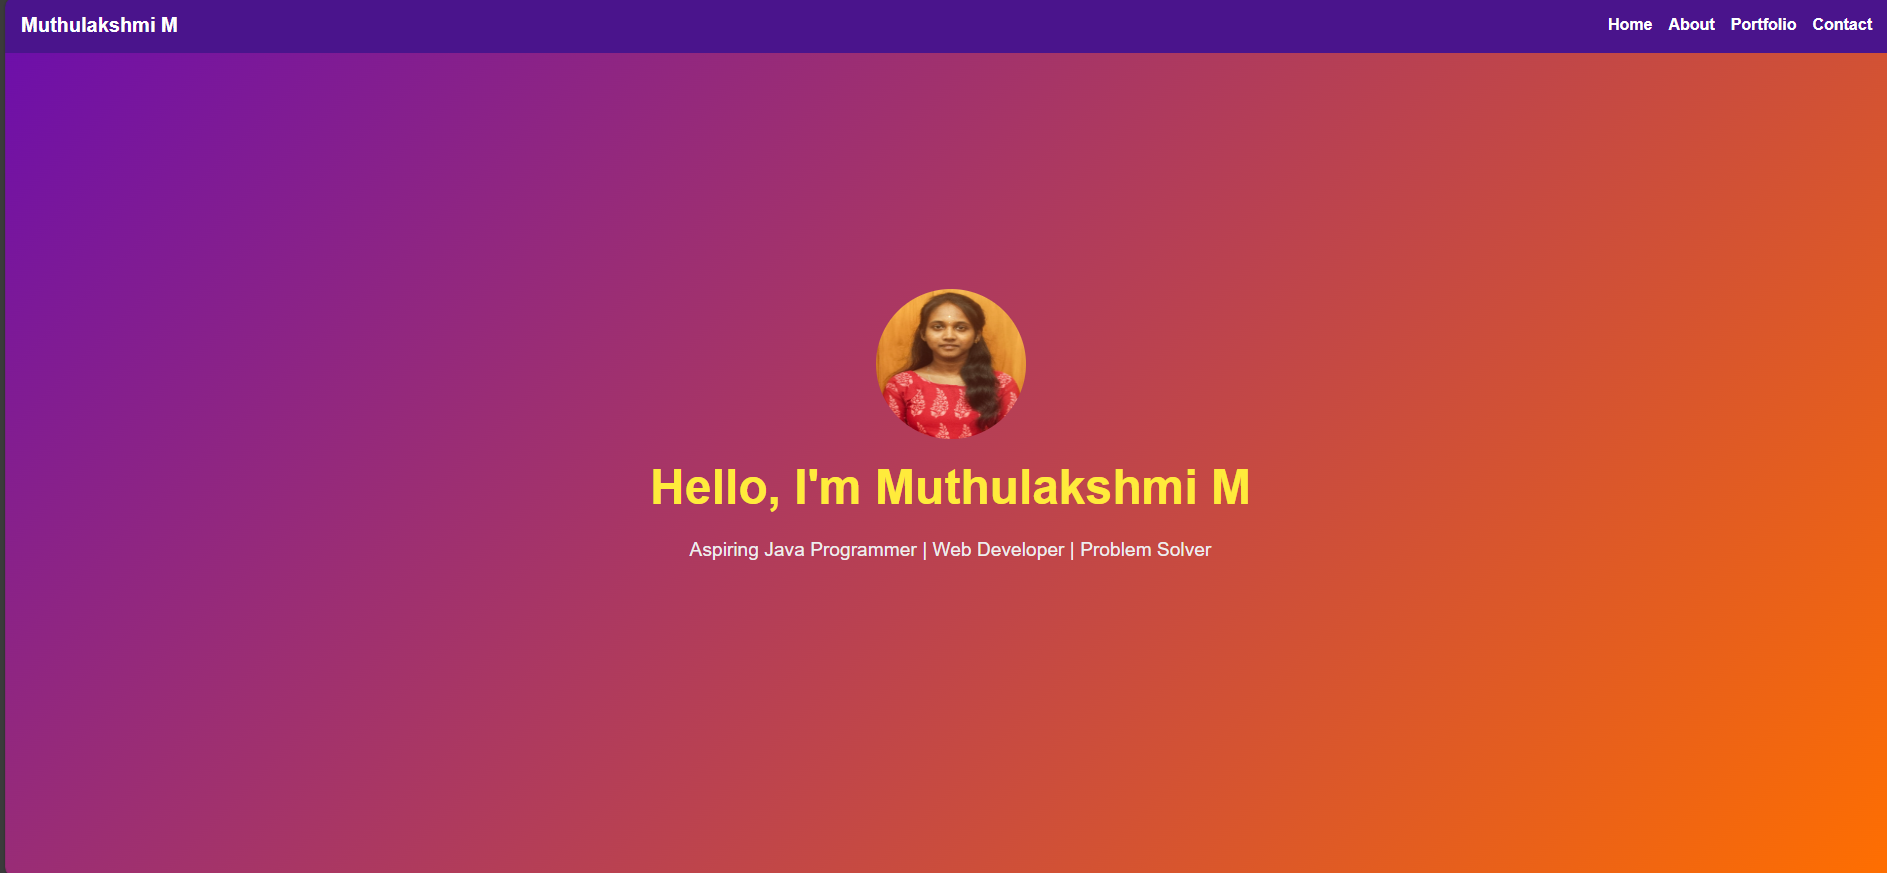 Muthulakshmi M
Home About Portfolio Contact
Hello, I'm Muthulakshmi M
Aspiring Java Programmer | Web Developer | Problem Solver